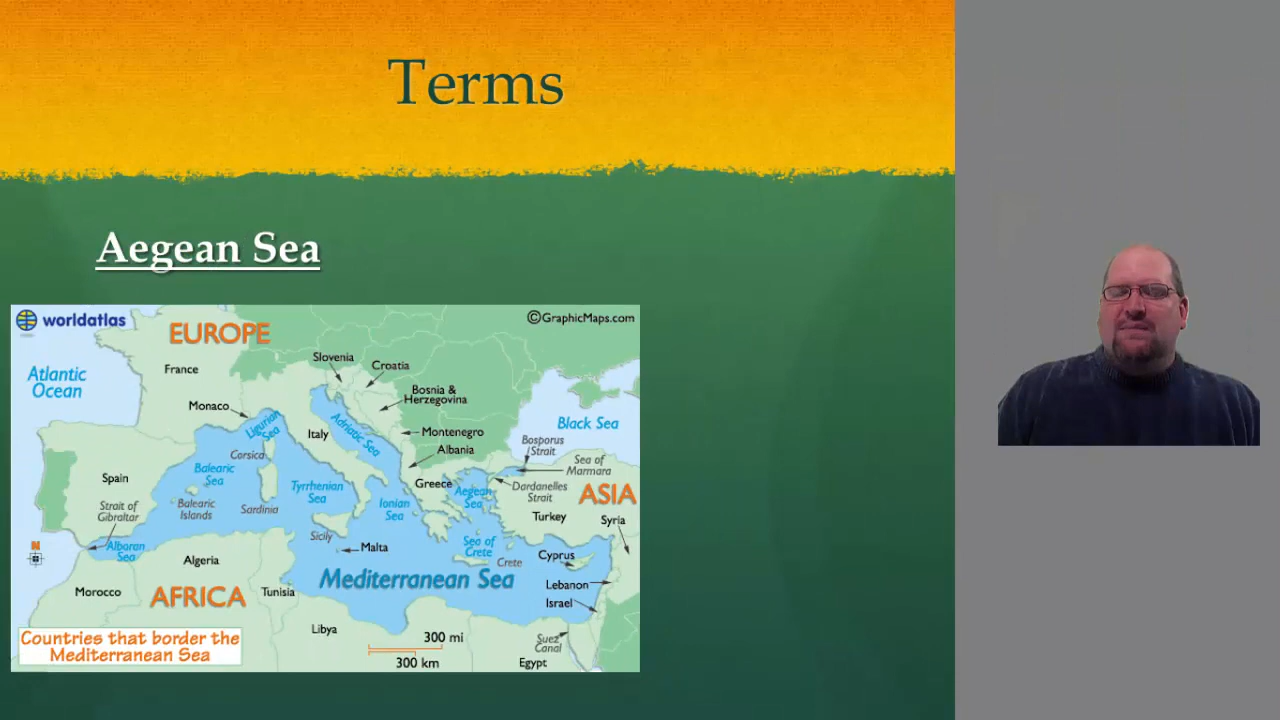 Terms
Aegean Sea
worldatlas
EUROPE
©GraphicMaps.com
Slovenia
Croatia
France
Atlantic
Ocean
Bosnia &
Herzegovina
Monaco
Ligurian
Sea
Adriatic Sea
Black Sea
Italy
Montenegro
Bosporus
Strait
Corsica
Albania
Sea of
Marmara
Balearic
Sea
Spain
Greece
Tyrrhenian
Sea
Aegean
Sea
Dardanelles
Strait
ASIA
Balearic
Islands
Sardinia
Ionian
Sea
Strait of
Gibraltar
Turkey
Syria
Sicily
N
Alboran
Sea
Malta
Sea of
Crete
Crete
Cyprus
Algeria
Mediterranean Sea
Lebanon
Morocco
AFRICA
Tunisia
Israel
Libya
Countries that border the
Mediterranean Sea
300 mi
300 km
Suez
Canal
Egypt